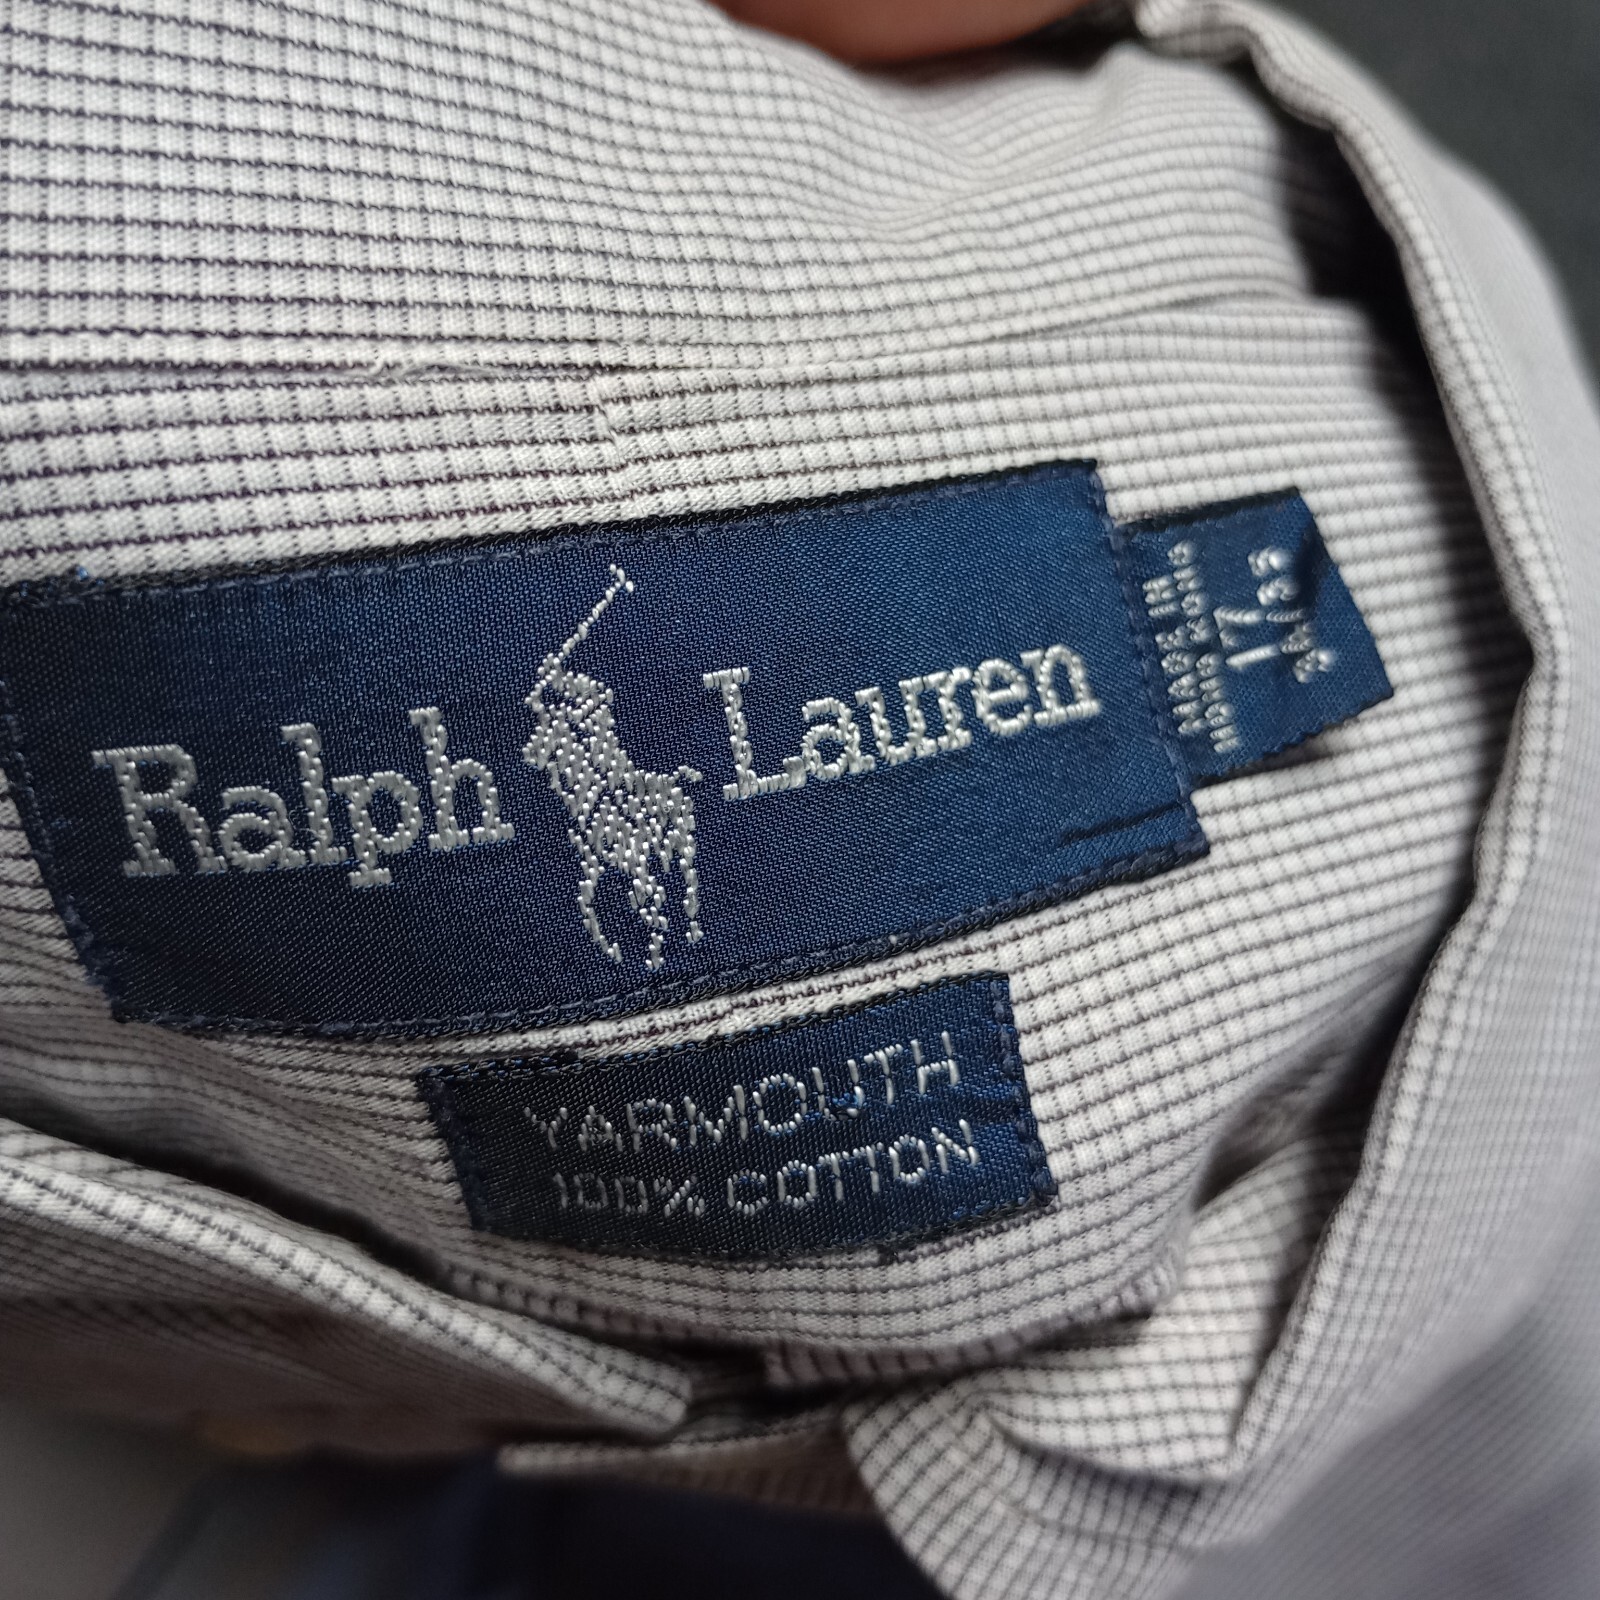 Ralph Lauren
MADE IN
HONG KONG
17
34/35
YARMOUTH
100% COTTON